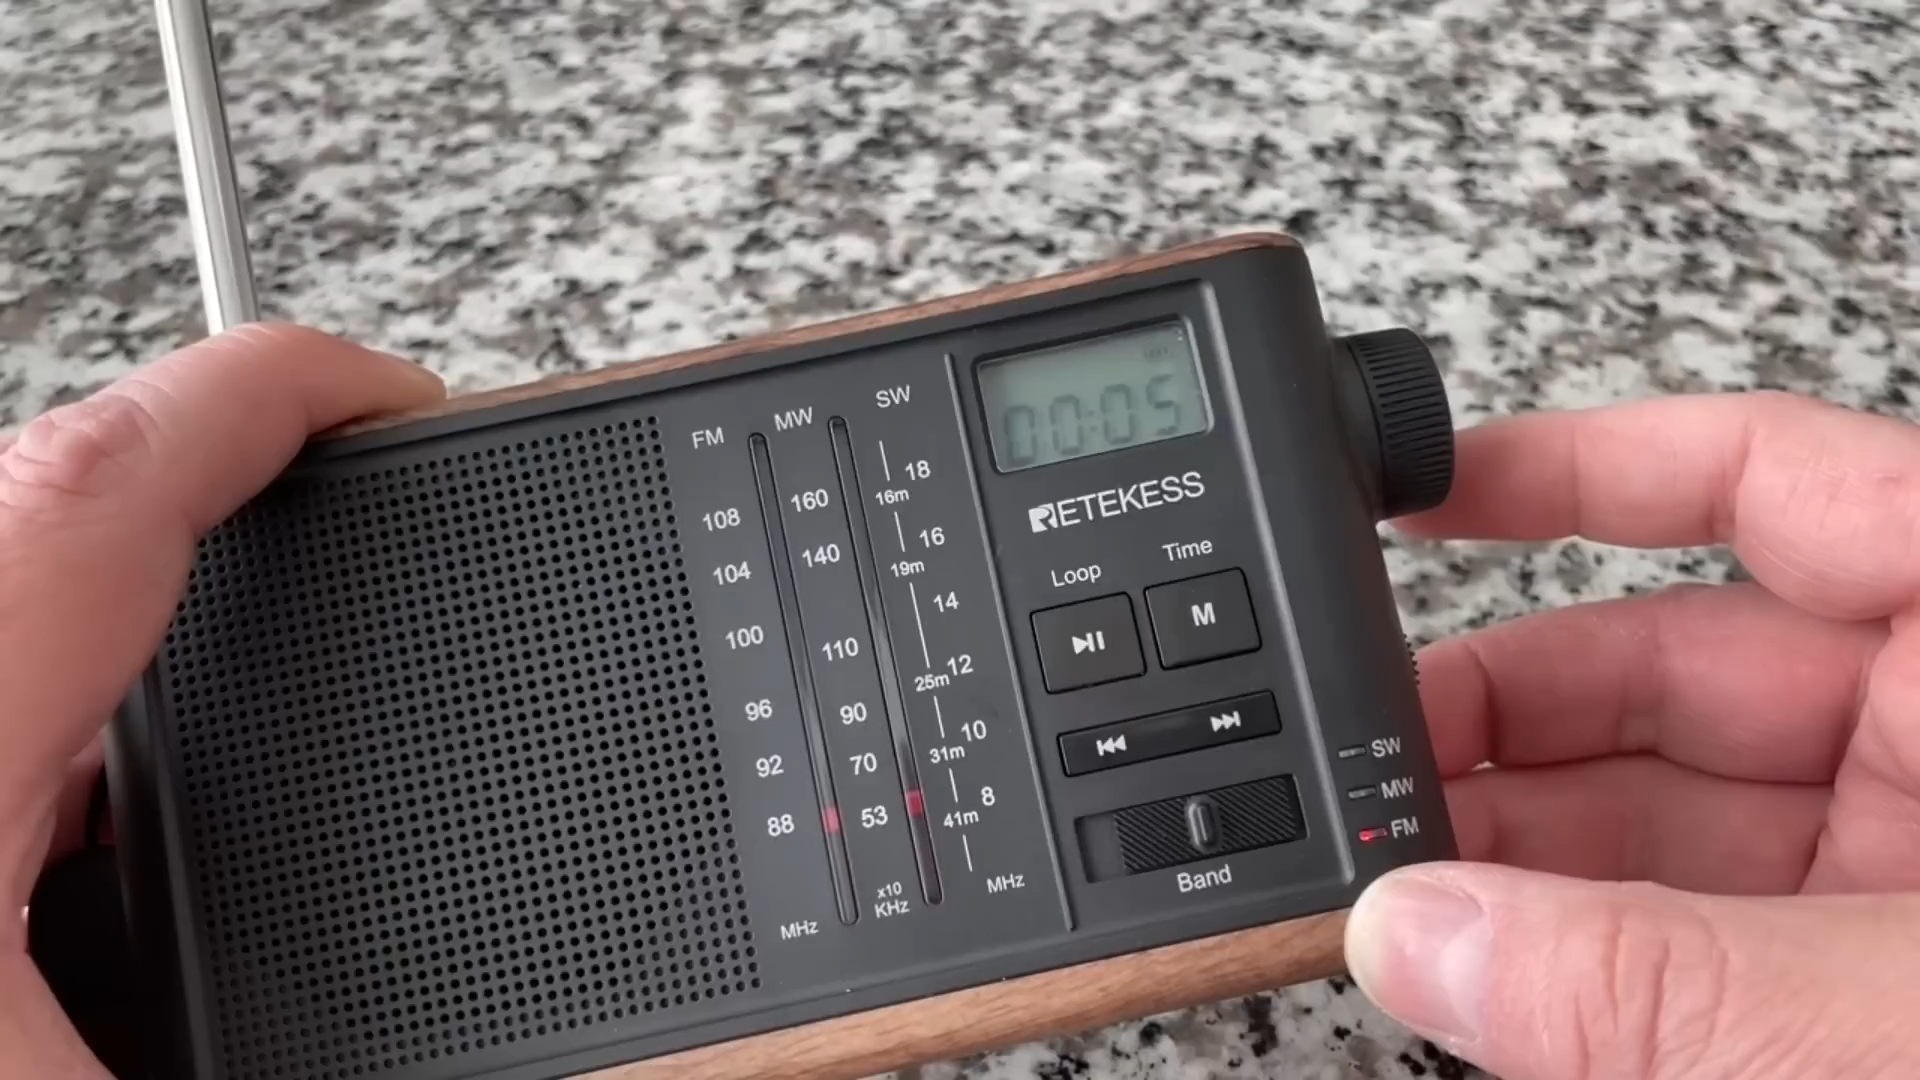 FM
MW
SW
108
104
100
96
92
88
MHz
160
140
110
90
70
53
x10
KHz
18
16m
16
19m
14
12
25m
10
31m
8
41m
MHz
00:05
RETEKESS
Loop
Time
M
Band
SW
MW
FM